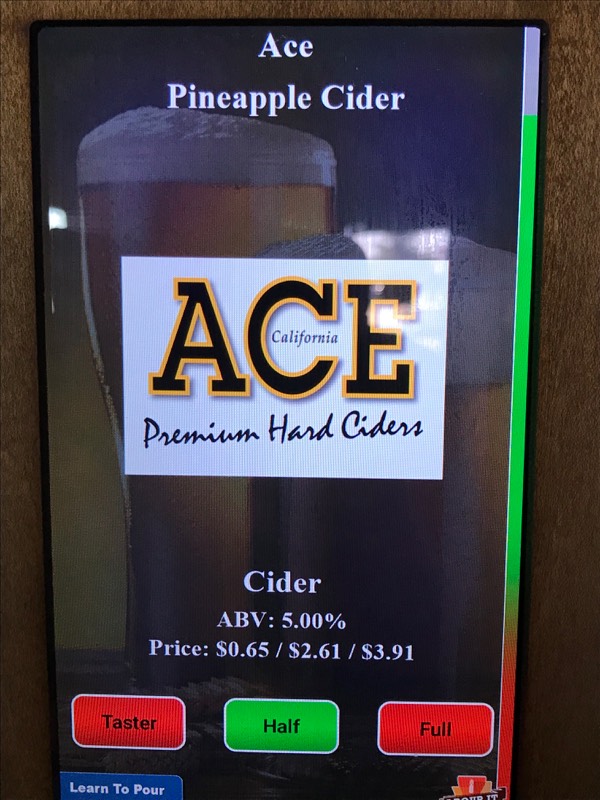 Ace
Pineapple Cider
ACE
California
Premium Hard Ciders
Cider
ABV: 5.00%
Price: $0.65 / $2.61 / $3.91
Taster Half Full
Learn To Pour